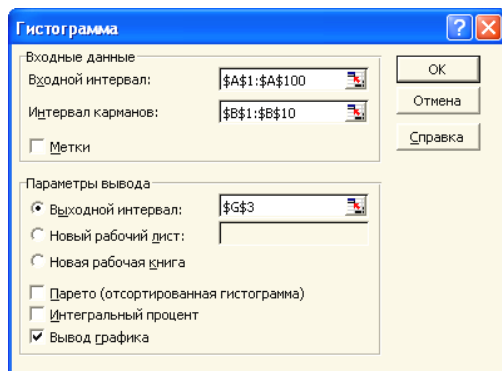 Гистограмма
Входные данные
Входной интервал: $A$1:$A$100
Интервал карманов: $B$1:$B$10
Метки
OK
Отмена
Справка
Параметры вывода
Выходной интервал: $G$3
Новый рабочий лист:
Новая рабочая книга
Парето (отсортированная гистограмма)
Интегральный процент
Вывод графика